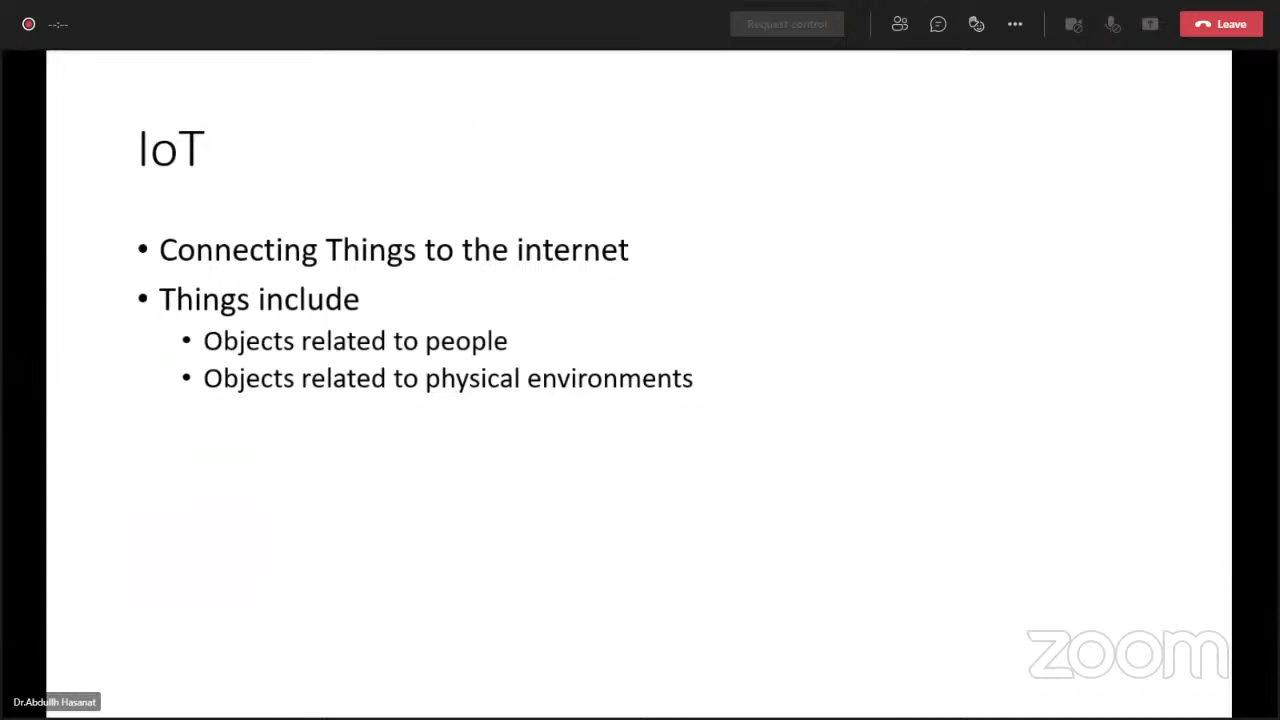 --:--
Request control
Leave
IoT
• Connecting Things to the internet
• Things include
• Objects related to people
• Objects related to physical environments
zoom
Dr.Abdullh Hasanat